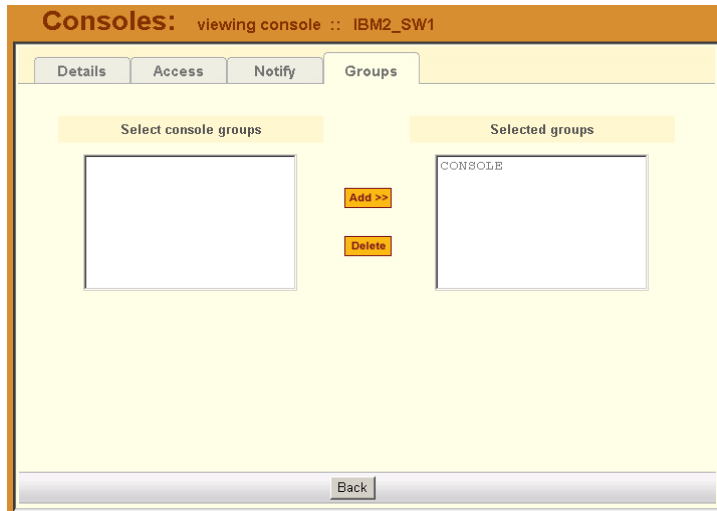 Consoles: viewing console :: IBM2_SW1
Details Access Notify Groups
Select console groups Selected groups
CONSOLE
Add >>
Delete
Back